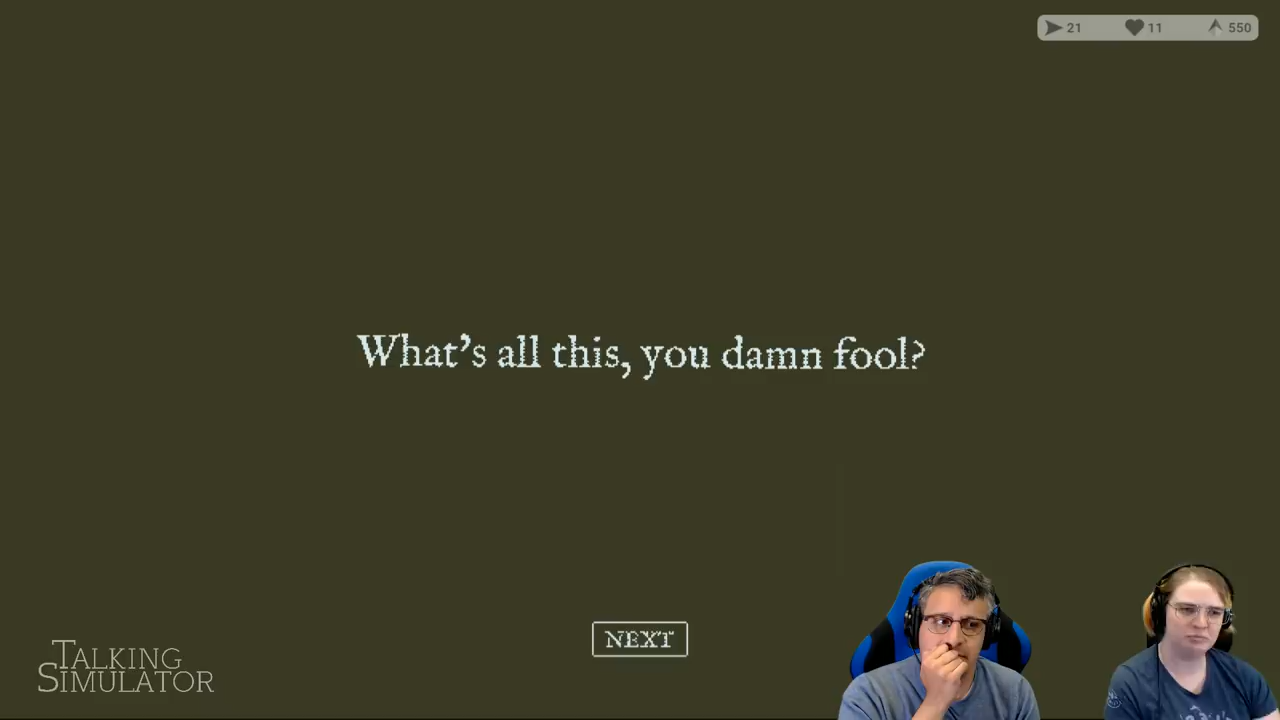 21 11 550
What's all this, you damn fool?
NEXT
TALKING
SIMULATOR